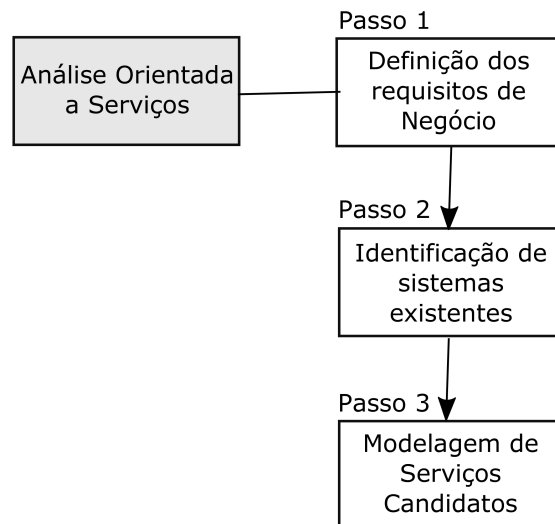 Passo 1
Análise Orientada
a Serviços
Definição dos
requisitos de
Negócio
Passo 2
Identificação de
sistemas
existentes
Passo 3
Modelagem de
Serviços
Candidatos